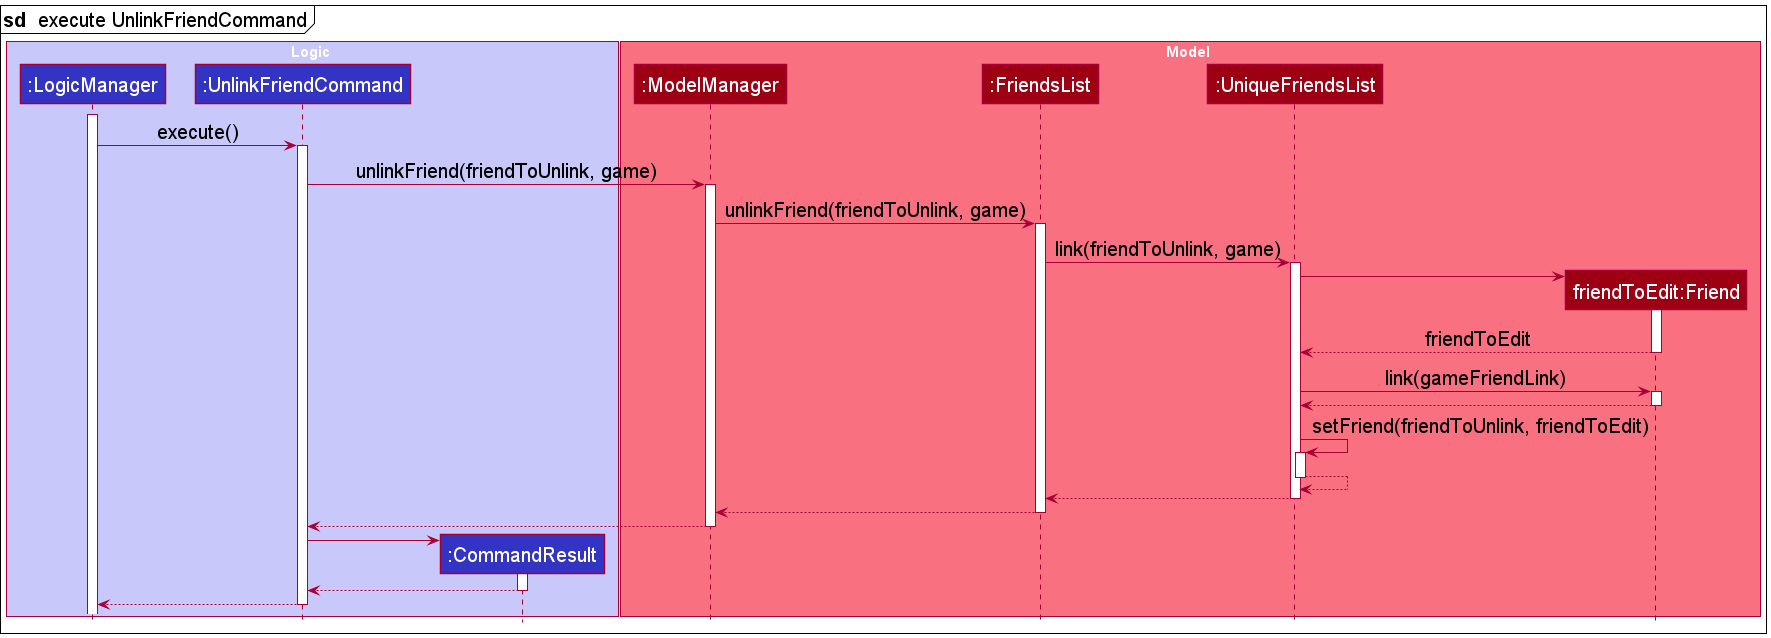 sd execute UnlinkFriendCommand
Logic
Model
:LogicManager
:UnlinkFriendCommand
:ModelManager
:FriendsList
:UniqueFriendsList
execute()
unlinkFriend(friendToUnlink, game)
unlinkFriend(friendToUnlink, game)
link(friendToUnlink, game)
friendToEdit:Friend
friendToEdit
link(gameFriendLink)
setFriend(friendToUnlink, friendToEdit)
:CommandResult